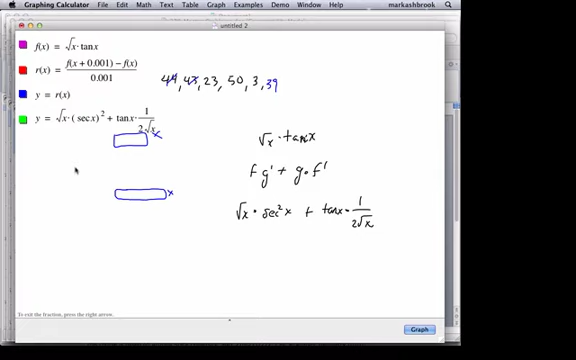 Graphing Calculator File Edit Math Text Table Graph Examples Demo Window Help markashbrook
untitled 2
f(x) = √x·tanx
r(x) = f(x + 0.001) − f(x) / 0.001
44, 43, 23, 50, 3, 39
y = r(x)
y = √x·(secx)² + tanx· 1 / 2√x
x
√x · tanx
f g' + g • f'
x
√x • sec²x + tanx • 1 / 2√x
To exit the fraction, press the right arrow.
Graph